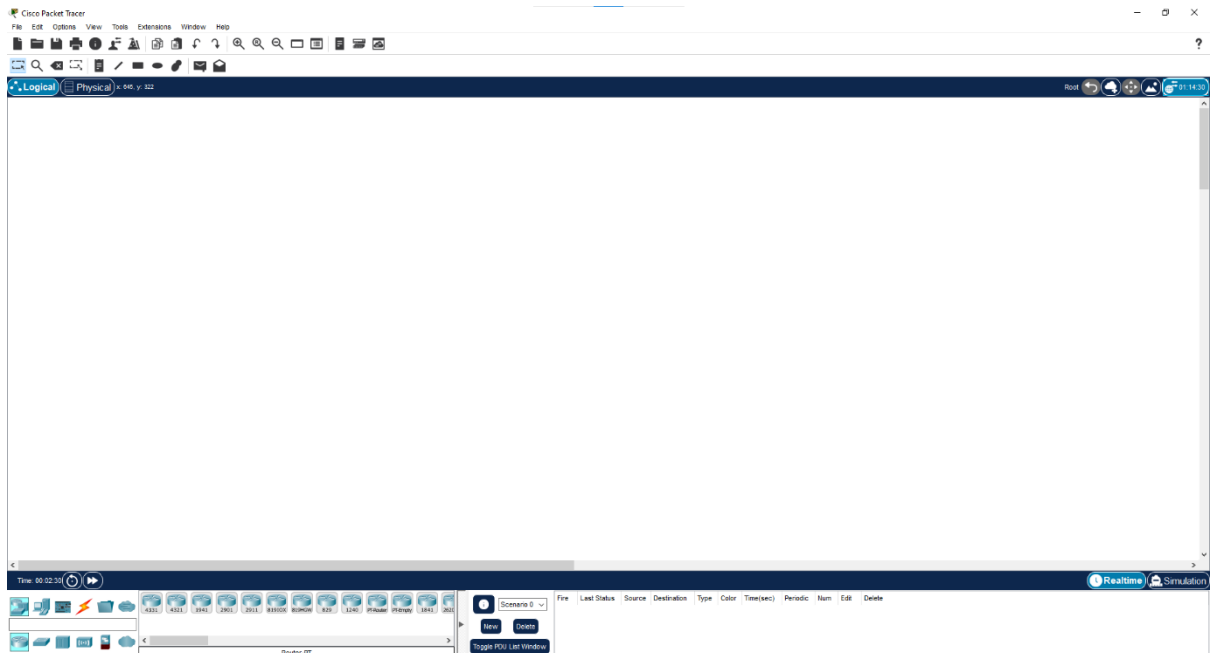 Cisco Packet Tracer
File Edit Options View Tools Extensions Window Help
?
Logical Physical x: 646, y: 322 Root 01:14:30
Time: 00:02:30 Realtime Simulation
4331 4321 1941 2901 2911 819IOX 819HGW 829 1240 PT-Router PT-Empty 1841 262
Scenario 0 Fire Last Status Source Destination Type Color Time(sec) Periodic Num Edit Delete
New Delete
Toggle PDU List Window